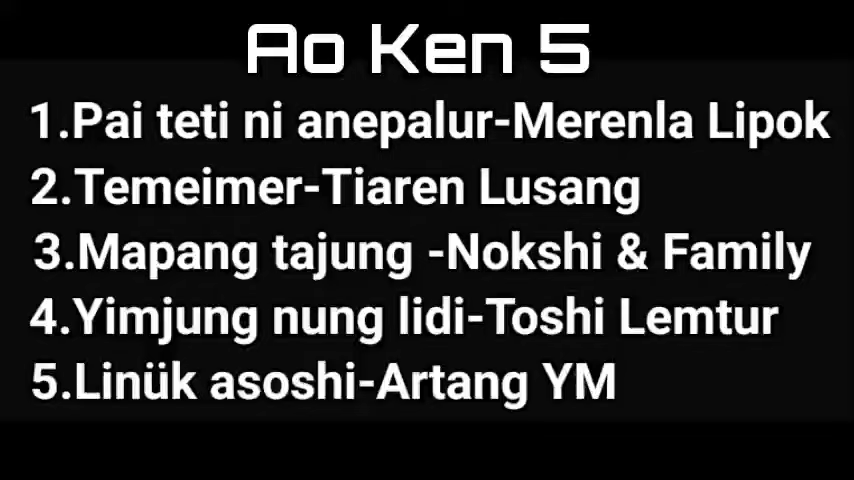 Ao Ken 5
1.Pai teti ni anepalur-Merenla Lipok
2.Temeimer-Tiaren Lusang
3.Mapang tajung -Nokshi & Family
4.Yimjung nung lidi-Toshi Lemtur
5.Linük asoshi-Artang YM